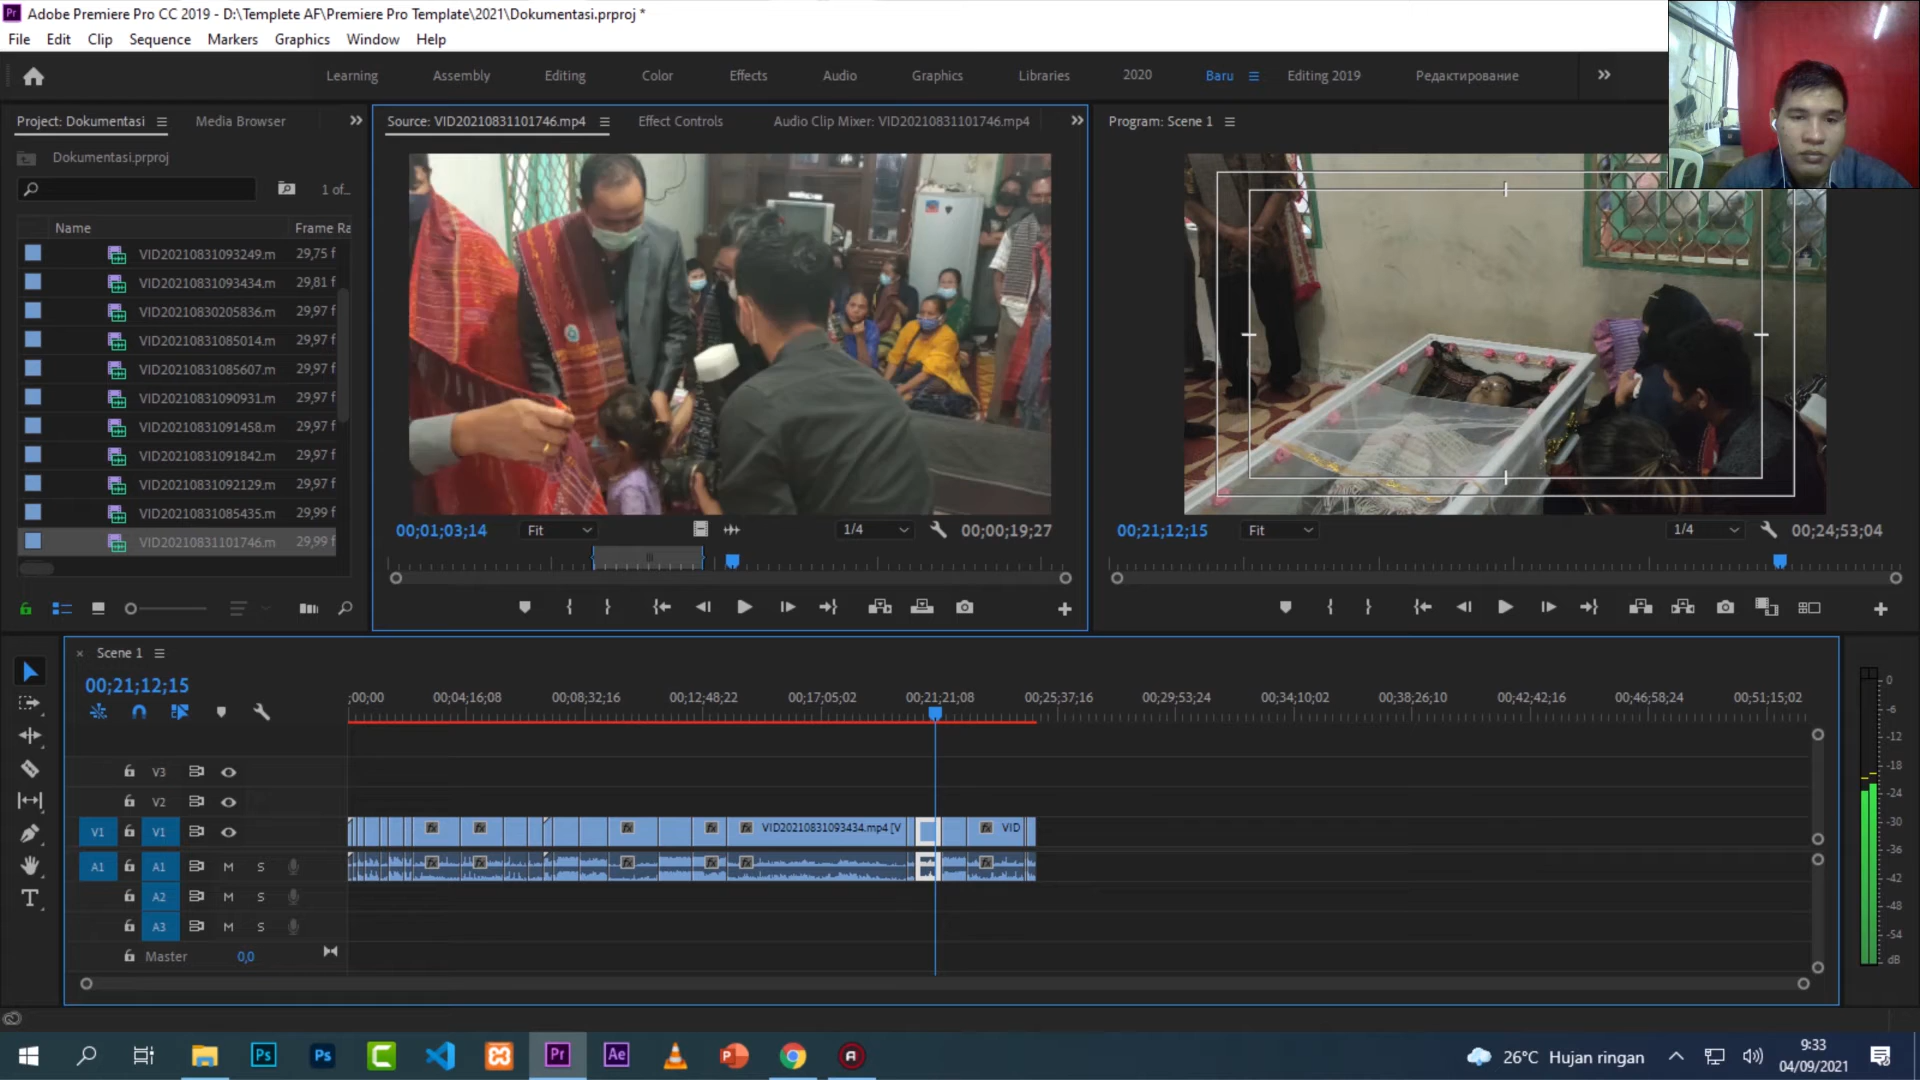 Adobe Premiere Pro CC 2019 - D:\Templete AF\Premiere Pro Template\2021\Dokumentasi.prproj *
File Edit Clip Sequence Markers Graphics Window Help
Learning Assembly Editing Color Effects Audio Graphics Libraries 2020 Baru Editing 2019 Редактирование
Project: Dokumentasi Media Browser
Source: VID20210831101746.mp4 Effect Controls Audio Clip Mixer: VID20210831101746.mp4
Program: Scene 1
Dokumentasi.prproj
1 of...
Name Frame Ra
VID20210831093249.m 29,75 f
VID20210831093434.m 29,81 f
VID20210830205836.m 29,97 f
VID20210831085014.m 29,97 f
VID20210831085607.m 29,97 f
VID20210831090931.m 29,97 f
VID20210831091458.m 29,97 f
VID20210831091842.m 29,97 f
VID20210831092129.m 29,97 f
VID20210831085435.m 29,99 f
VID20210831101746.m 29,99 f
00;01;03;14 Fit 1/4 00;00;19;27
00;21;12;15 Fit 1/4 00;24;53;04
Scene 1
00;21;12;15
;00;00 00;04;16;08 00;08;32;16 00;12;48;22 00;17;05;02 00;21;21;08 00;25;37;16 00;29;53;24 00;34;10;02 00;38;26;10 00;42;42;16 00;46;58;24 00;51;15;02
V3
V2
V1 V1 VID20210831093434.mp4 [V VID
A1 A1 M S
A2 M S
A3 M S
Master 0,0
0
-6
-12
-18
-24
-30
-36
-42
-48
-54
dB
26°C Hujan ringan
9:33
04/09/2021